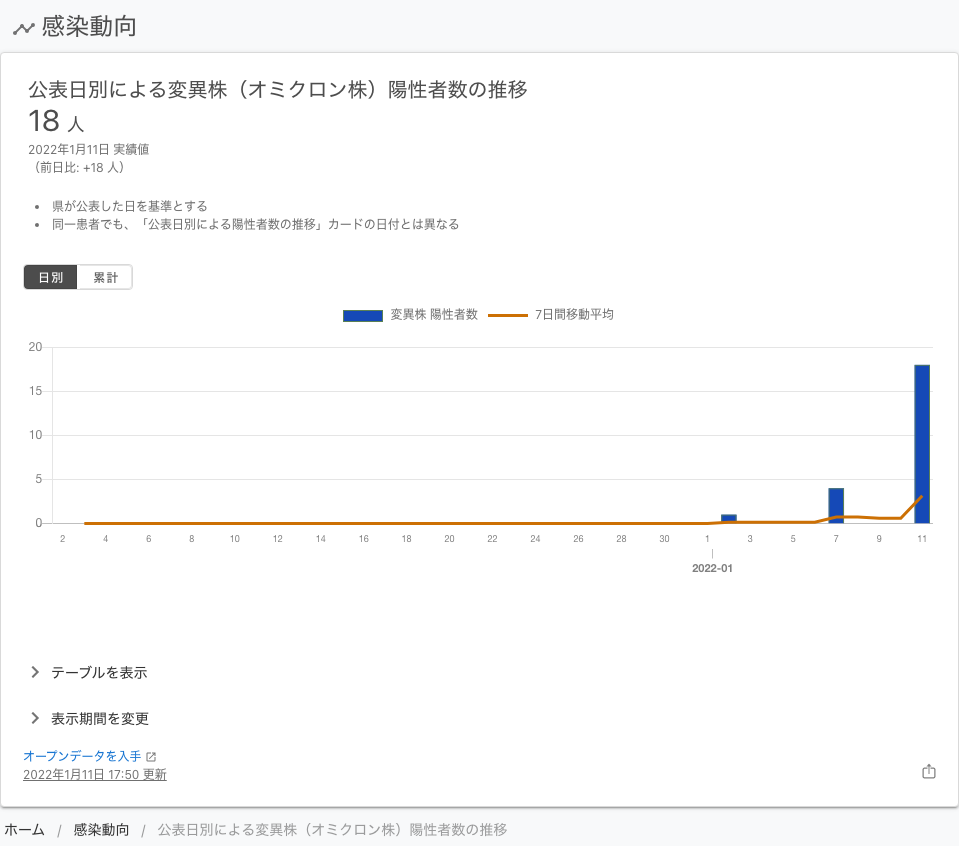 感染動向
公表日別による変異株（オミクロン株）陽性者数の推移
18 人
2022年1月11日 実績値
（前日比: +18 人）
県が公表した日を基準とする
同一患者でも、「公表日別による陽性者数の推移」カードの日付とは異なる
日別 累計
変異株 陽性者数 7日間移動平均
20
15
10
5
0
2 4 6 8 10 12 14 16 18 20 22 24 26 28 30 1 3 5 7 9 11
2022-01
テーブルを表示
表示期間を変更
オープンデータを入手
2022年1月11日 17:50 更新
ホーム / 感染動向 / 公表日別による変異株（オミクロン株）陽性者数の推移